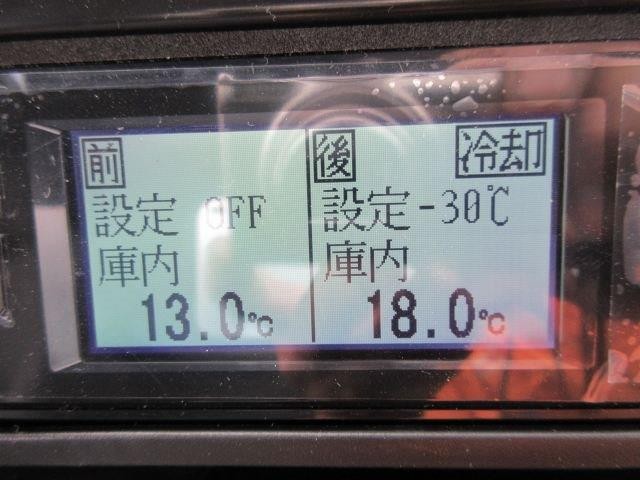 前
設定 OFF
庫内
13.0℃
後 冷却
設定-30℃
庫内
18.0℃